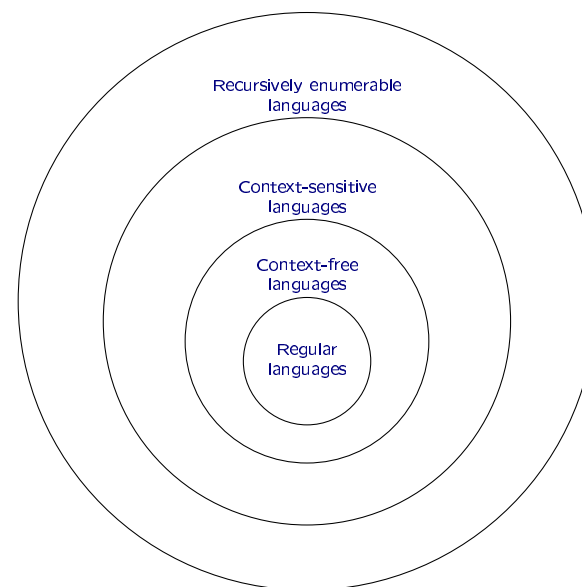 Recursively enumerable
languages
Context-sensitive
languages
Context-free
languages
Regular
languages